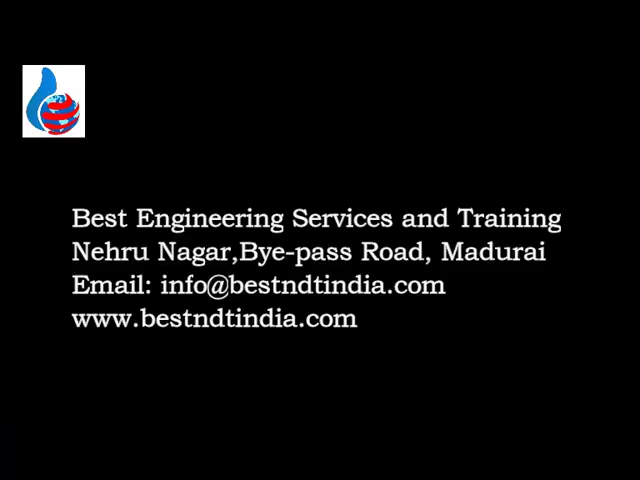 Best Engineering Services and Training
Nehru Nagar,Bye-pass Road, Madurai
Email: info@bestndtindia.com
www.bestndtindia.com